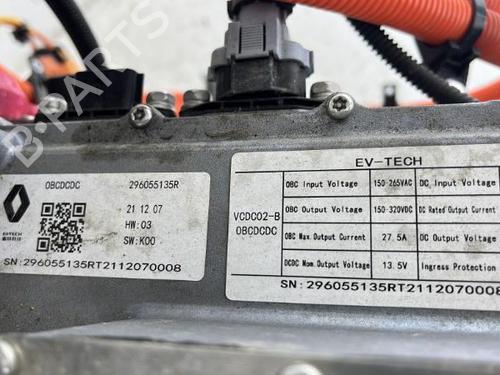 OBCDCDC 296055135R
21 12 07
HW:03
SW:K00
EV-TECH
SN:296055135RT2112070008
EV-TECH
VCDC02-B
OBCDCDC
OBC Input Voltage 150-265VAC DC Input Voltage
OBC Output Voltage 150-320VDC DC Rated Output Current
OBC Max. Output Current 27.5A DC Output Voltage
DCDC Nom. Output Voltage 13.5V Ingress Protection
SN:296055135RT2112070008
B-PARTS